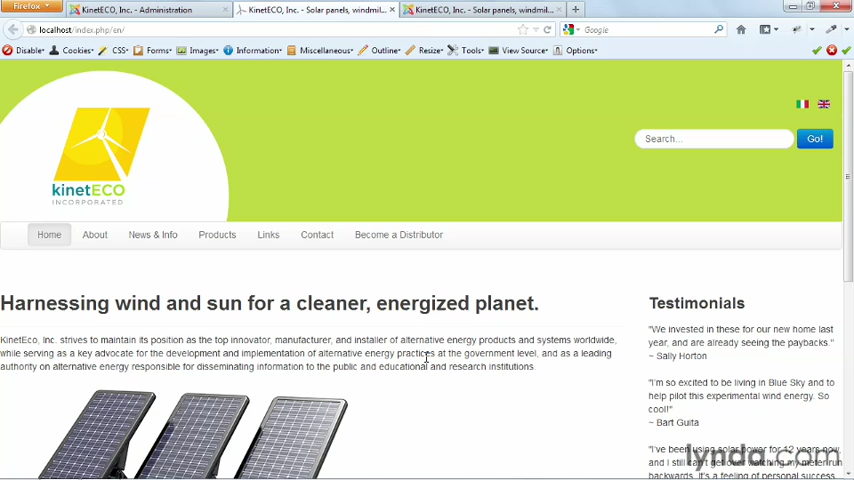 Firefox
KinetECO, Inc. - Administration
KinetECO, Inc. - Solar panels, windmil...
KinetECO, Inc. - Solar panels, windmil...
localhost/index.php/en/
Google
Disable
Cookies
CSS
Forms
Images
Information
Miscellaneous
Outline
Resize
Tools
View Source
Options
Search...
Go!
kinetECO
INCORPORATED
Home
About
News & Info
Products
Links
Contact
Become a Distributor
Harnessing wind and sun for a cleaner, energized planet.
KinetEco, Inc. strives to maintain its position as the top innovator, manufacturer, and installer of alternative energy products and systems worldwide,
while serving as a key advocate for the development and implementation of alternative energy practices at the government level, and as a leading
authority on alternative energy responsible for disseminating information to the public and educational and research institutions.
Testimonials
"We invested in these for our new home last
year, and are already seeing the paybacks."
~ Sally Horton
"I'm so excited to be living in Blue Sky and to
help pilot this experimental wind energy. So
cool!"
~ Bart Guita
"I've been using solar power for 12 years now,
and I still can't get over watching my meter run
backwards. It's a feeling of personal success
lynda.com